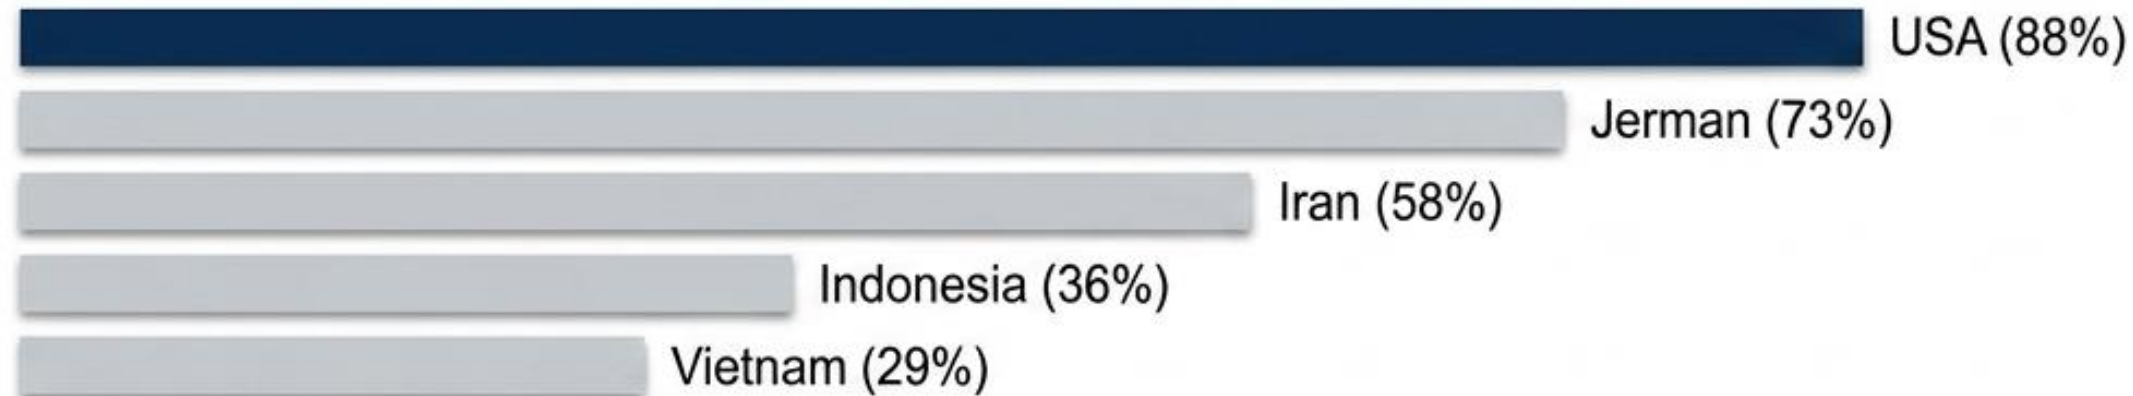 USA (88%)
Jerman (73%)
Iran (58%)
Indonesia (36%)
Vietnam (29%)